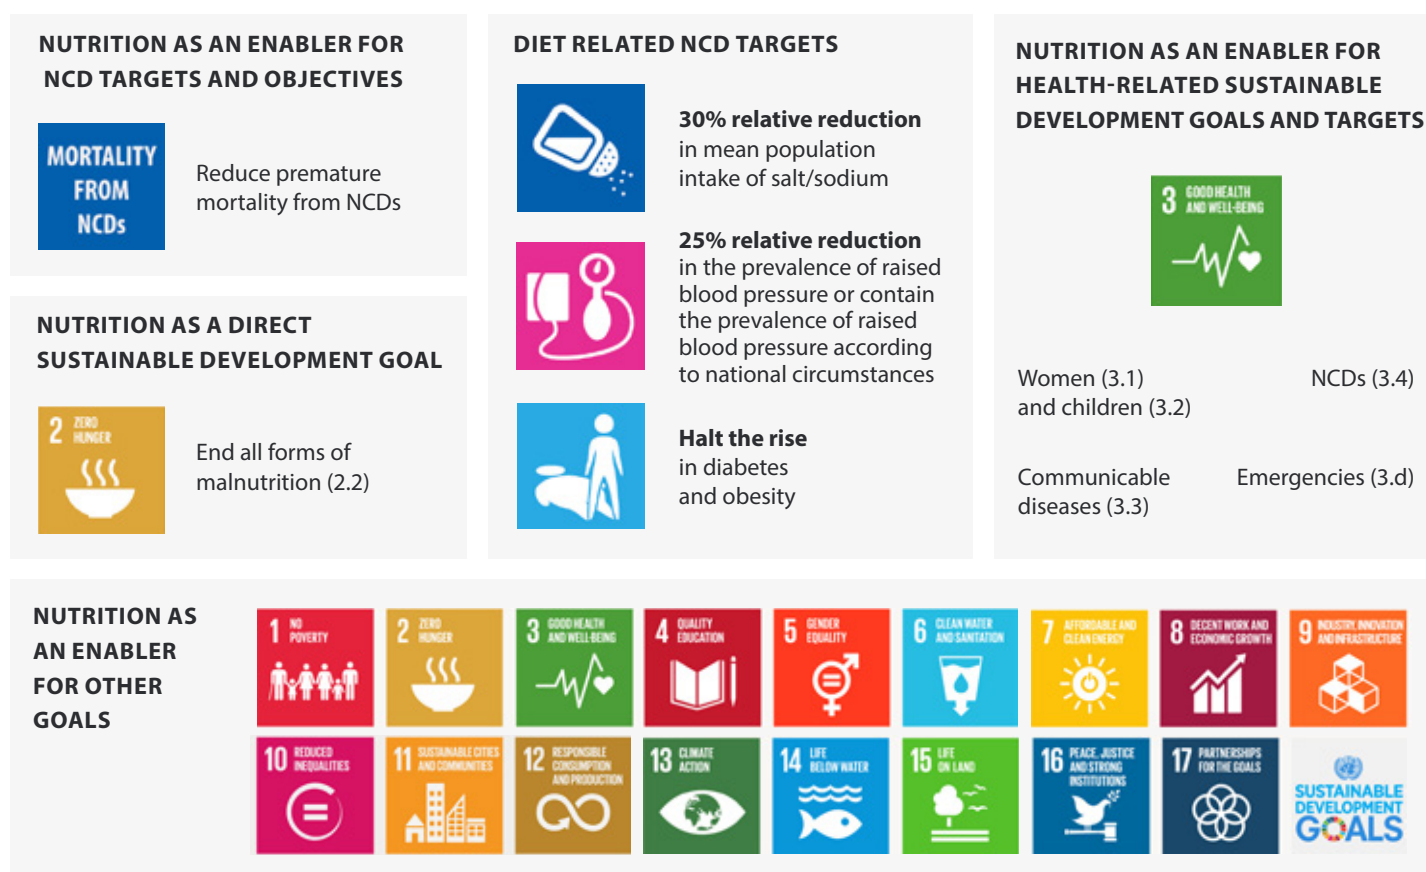 NUTRITION AS AN ENABLER FOR
NCD TARGETS AND OBJECTIVES
MORTALITY
FROM
NCDs
Reduce premature
mortality from NCDs
NUTRITION AS A DIRECT
SUSTAINABLE DEVELOPMENT GOAL
2 ZERO
HUNGER
End all forms of
malnutrition (2.2)
DIET RELATED NCD TARGETS
30% relative reduction
in mean population
intake of salt/sodium
25% relative reduction
in the prevalence of raised
blood pressure or contain
the prevalence of raised
blood pressure according
to national circumstances
Halt the rise
in diabetes
and obesity
NUTRITION AS AN ENABLER FOR
HEALTH-RELATED SUSTAINABLE
DEVELOPMENT GOALS AND TARGETS
3 GOOD HEALTH
AND WELL-BEING
Women (3.1)
and children (3.2)
NCDs (3.4)
Communicable
diseases (3.3)
Emergencies (3.d)
NUTRITION AS
AN ENABLER
FOR OTHER
GOALS
1 NO
POVERTY
2 ZERO
HUNGER
3 GOOD HEALTH
AND WELL-BEING
4 QUALITY
EDUCATION
5 GENDER
EQUALITY
6 CLEAN WATER
AND SANITATION
7 AFFORDABLE AND
CLEAN ENERGY
8 DECENT WORK AND
ECONOMIC GROWTH
9 INDUSTRY, INNOVATION
AND INFRASTRUCTURE
10 REDUCED
INEQUALITIES
11 SUSTAINABLE CITIES
AND COMMUNITIES
12 RESPONSIBLE
CONSUMPTION
AND PRODUCTION
13 CLIMATE
ACTION
14 LIFE
BELOW WATER
15 LIFE
ON LAND
16 PEACE, JUSTICE
AND STRONG
INSTITUTIONS
17 PARTNERSHIPS
FOR THE GOALS
SUSTAINABLE
DEVELOPMENT
GOALS